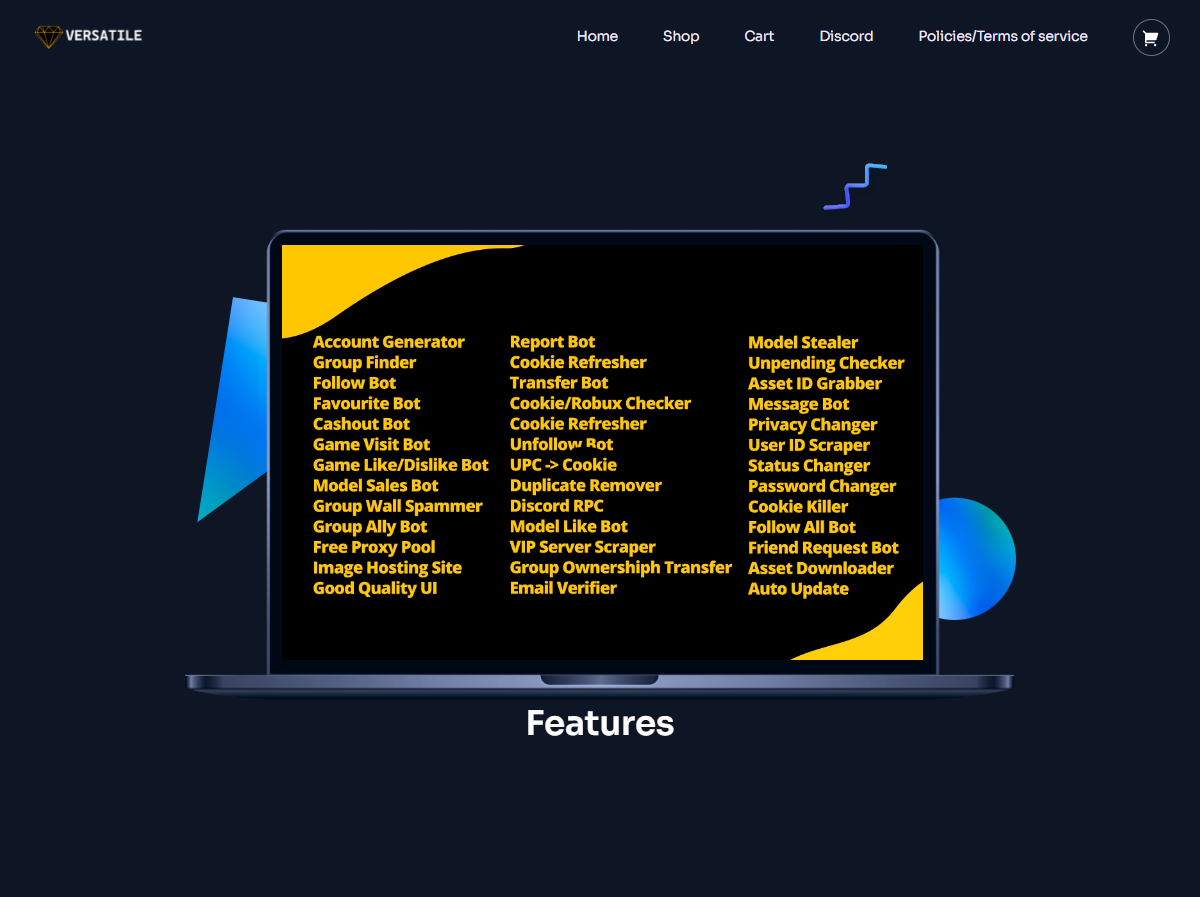 VERSATILE
Home
Shop
Cart
Discord
Policies/Terms of service
Account Generator
Group Finder
Follow Bot
Favourite Bot
Cashout Bot
Game Visit Bot
Game Like/Dislike Bot
Model Sales Bot
Group Wall Spammer
Group Ally Bot
Free Proxy Pool
Image Hosting Site
Good Quality UI
Report Bot
Cookie Refresher
Transfer Bot
Cookie/Robux Checker
Cookie Refresher
Unfollow Bot
UPC -> Cookie
Duplicate Remover
Discord RPC
Model Like Bot
VIP Server Scraper
Group Ownershiph Transfer
Email Verifier
Model Stealer
Unpending Checker
Asset ID Grabber
Message Bot
Privacy Changer
User ID Scraper
Status Changer
Password Changer
Cookie Killer
Follow All Bot
Friend Request Bot
Asset Downloader
Auto Update
Features